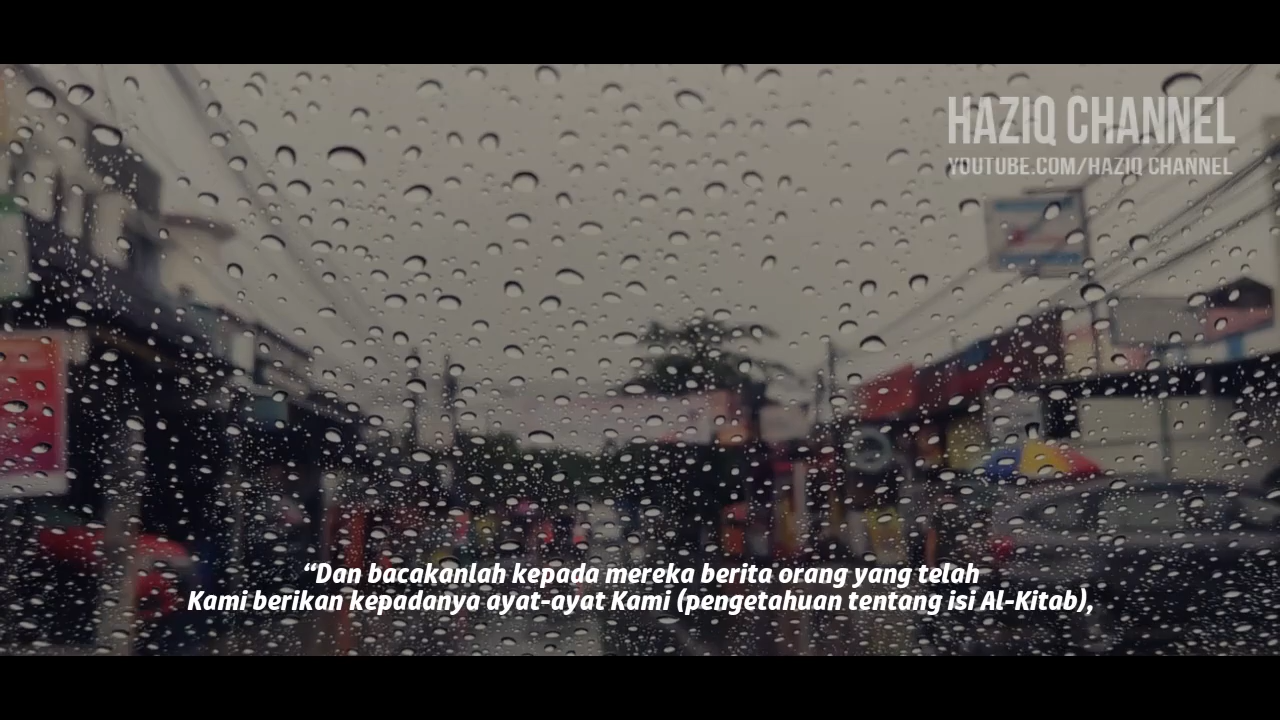 HAZIQ CHANNEL
YOUTUBE.COM/HAZIQ CHANNEL
“Dan bacakanlah kepada mereka berita orang yang telah
Kami berikan kepadanya ayat-ayat Kami (pengetahuan tentang isi Al-Kitab),